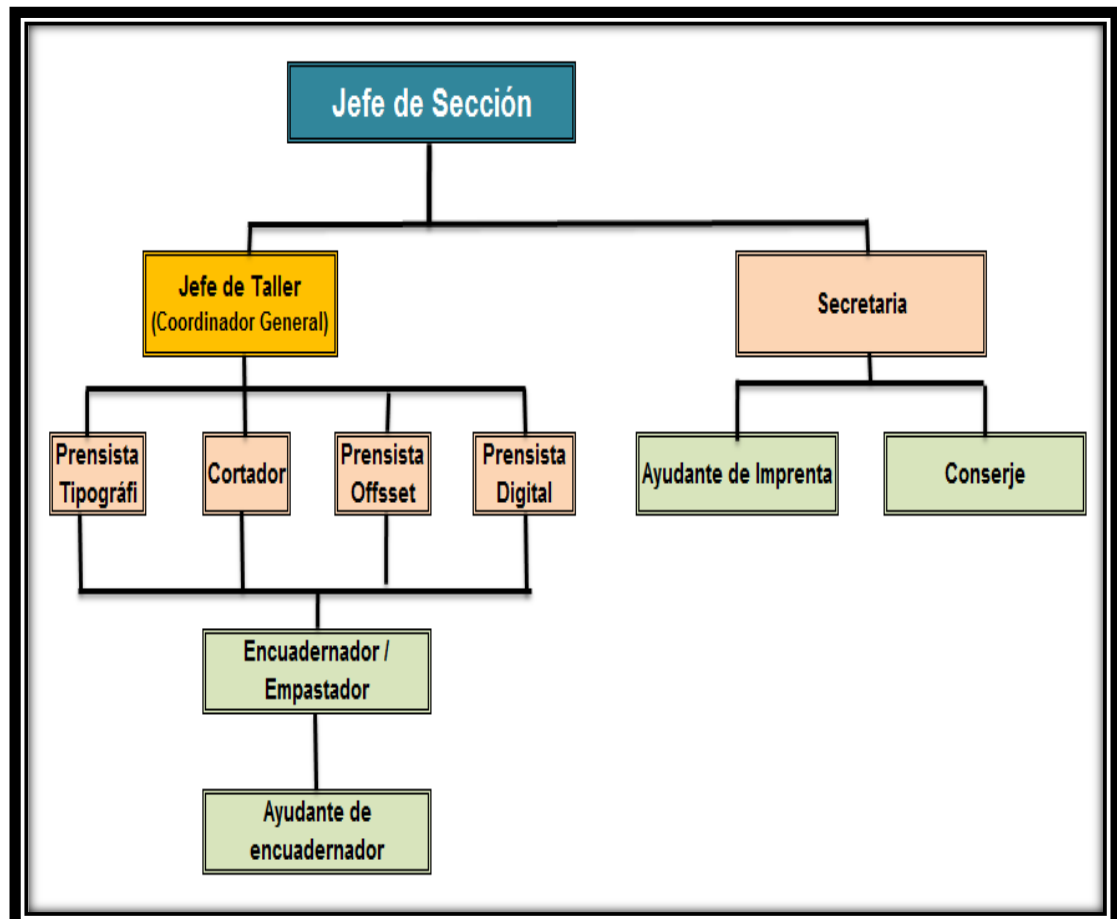 Jefe de Sección
Jefe de Taller
(Coordinador General)
Secretaria
Prensista
Tipográfi
Cortador
Prensista
Offsset
Prensista
Digital
Ayudante de Imprenta
Conserje
Encuadernador /
Empastador
Ayudante de
encuadernador